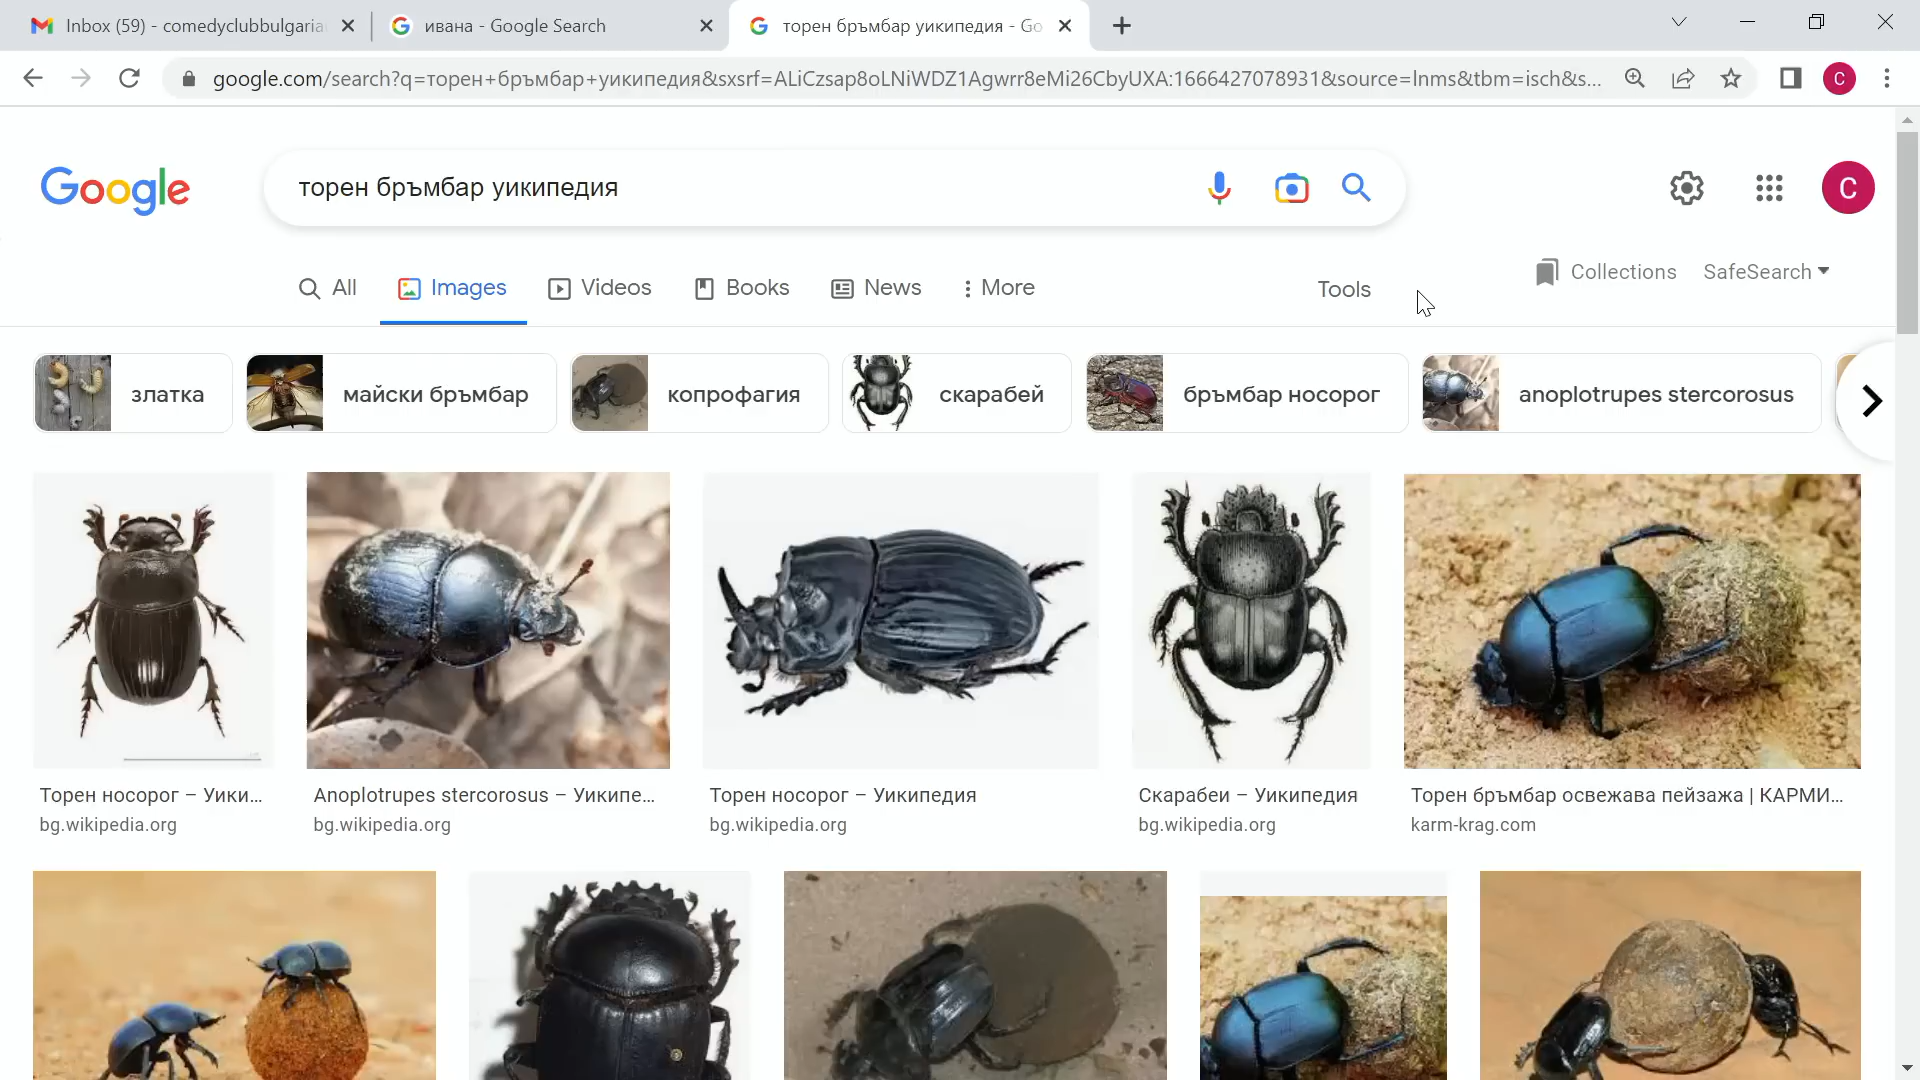 Inbox (59) - comedyclubbulgaria
ивана - Google Search
торен бръмбар уикипедия - Go
google.com/search?q=торен+бръмбар+уикипедия&sxsrf=ALiCzsap8oLNiWDZ1Agwrr8eMi26CbyUXA:1666427078931&source=lnms&tbm=isch&s...
C
Google
торен бръмбар уикипедия
C
All
Images
Videos
Books
News
More
Tools
Collections
SafeSearch
златка
майски бръмбар
копрофагия
скарабей
бръмбар носорог
anoplotrupes stercorosus
Торен носорог – Уики...
bg.wikipedia.org
Anoplotrupes stercorosus – Уикипе...
bg.wikipedia.org
Торен носорог – Уикипедия
bg.wikipedia.org
Скарабеи – Уикипедия
bg.wikipedia.org
Торен бръмбар освежава пейзажа | КАРМИ...
karm-krag.com